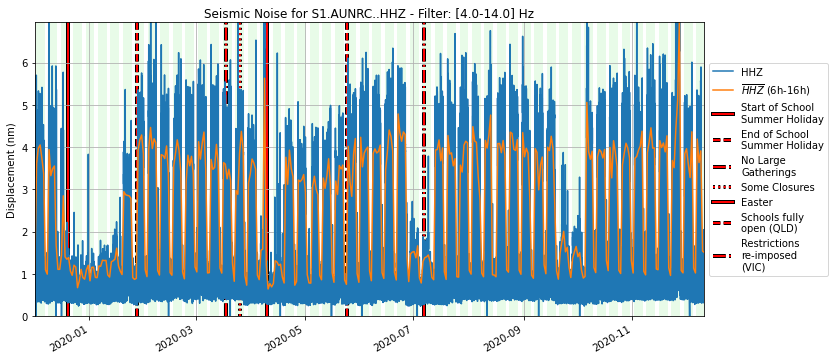 Seismic Noise for S1.AUNRC..HHZ - Filter: [4.0-14.0] Hz
Displacement (nm)
6
5
4
3
2
1
0
2020-01
2020-03
2020-05
2020-07
2020-09
2020-11
HHZ
HHZ (6h-16h)
Start of School
Summer Holiday
End of School
Summer Holiday
No Large
Gatherings
Some Closures
Easter
Schools fully
open (QLD)
Restrictions
re-imposed
(VIC)